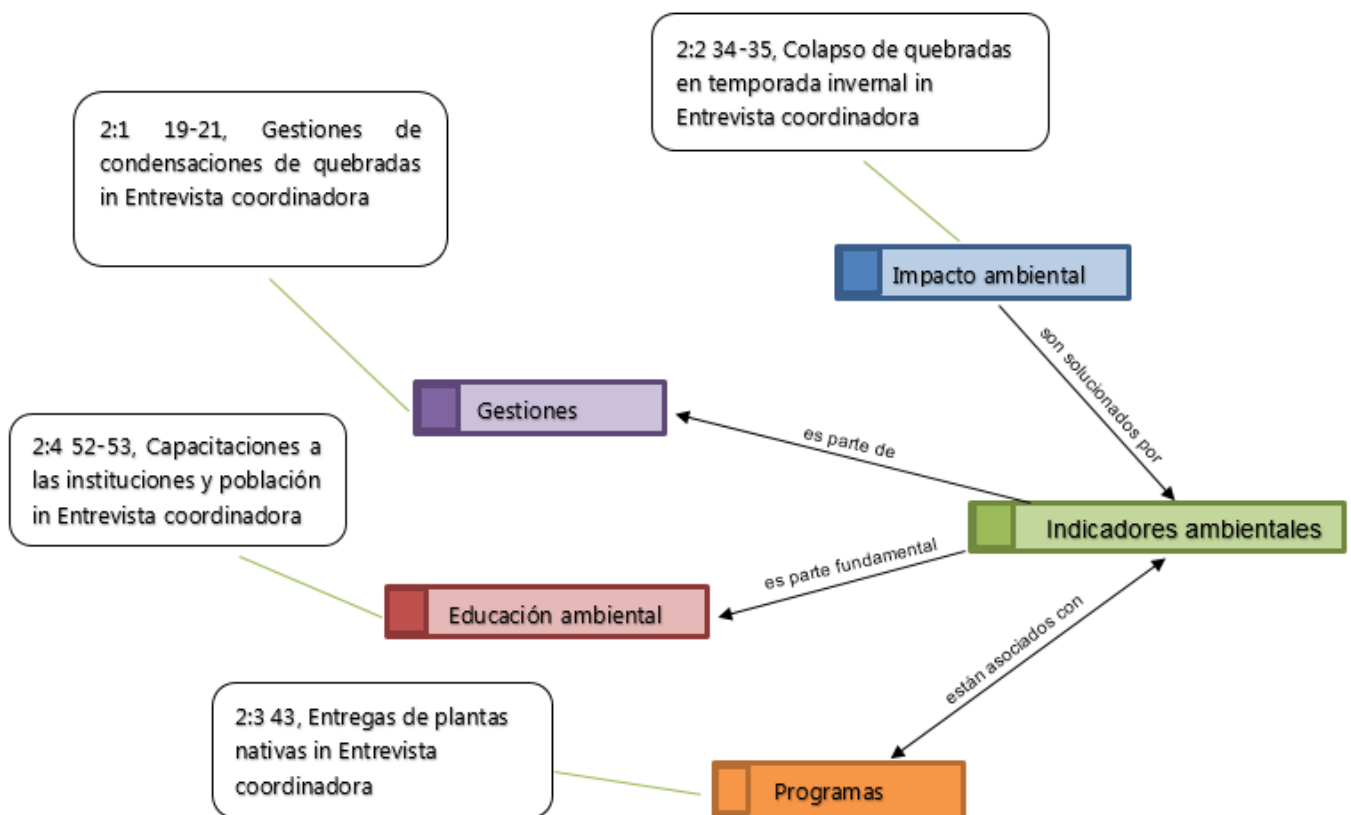 2:2 34-35, Colapso de quebradas
en temporada invernal in
Entrevista coordinadora
2:1 19-21, Gestiones de
condensaciones de quebradas
in Entrevista coordinadora
Impacto ambiental
son solucionados por
Gestiones
es parte de
2:4 52-53, Capacitaciones a
las instituciones y población
in Entrevista coordinadora
Indicadores ambientales
es parte fundamental
Educación ambiental
están asociados con
2:3 43, Entregas de plantas
nativas in Entrevista
coordinadora
Programas